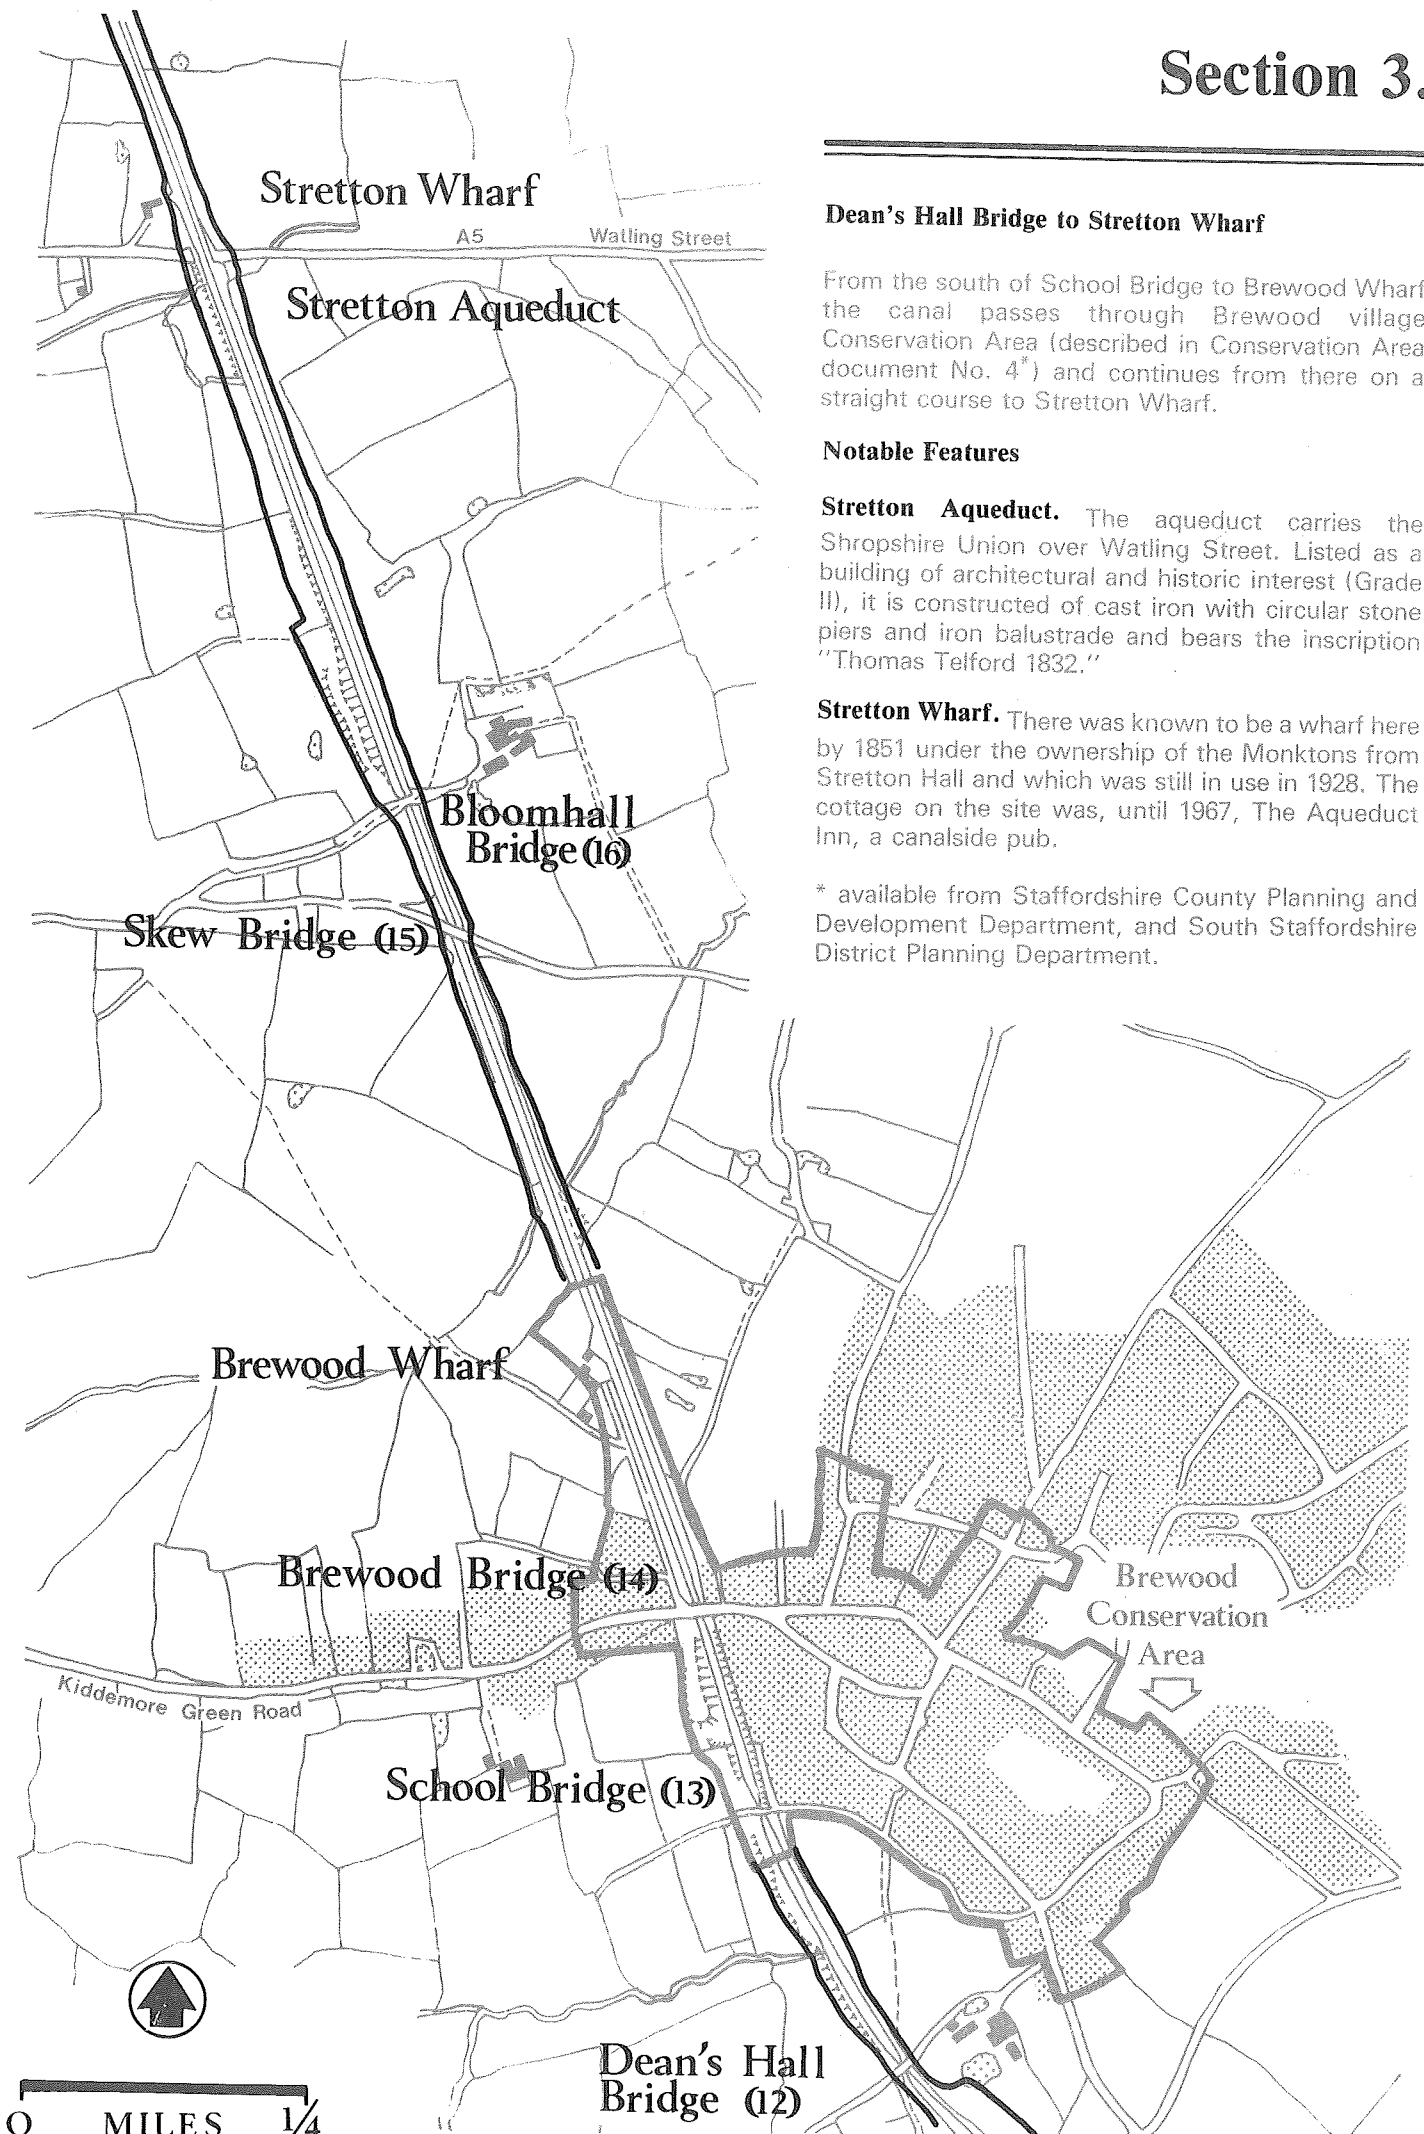 Section 3.
Dean's Hall Bridge to Stretton Wharf
From the south of School Bridge to Brewood Wharf
the canal passes through Brewood village
Conservation Area (described in Conservation Area
document No. 4*) and continues from there on a
straight course to Stretton Wharf.
Notable Features
Stretton Aqueduct. The aqueduct carries the
Shropshire Union over Watling Street. Listed as a
building of architectural and historic interest (Grade
II), it is constructed of cast iron with circular stone
piers and iron balustrade and bears the inscription
"Thomas Telford 1832."
Stretton Wharf. There was known to be a wharf here
by 1851 under the ownership of the Monktons from
Stretton Hall and which was still in use in 1928. The
cottage on the site was, until 1967, The Aqueduct
Inn, a canalside pub.
* available from Staffordshire County Planning and
Development Department, and South Staffordshire
District Planning Department.
Stretton Wharf
A5 Watling Street
Stretton Aqueduct
Bloomhall
Bridge (16)
Skew Bridge (15)
Brewood Wharf
Brewood Bridge (14)
Brewood
Conservation
Area
Kiddemore Green Road
School Bridge (13)
Dean's Hall
Bridge (12)
0 MILES 1/4